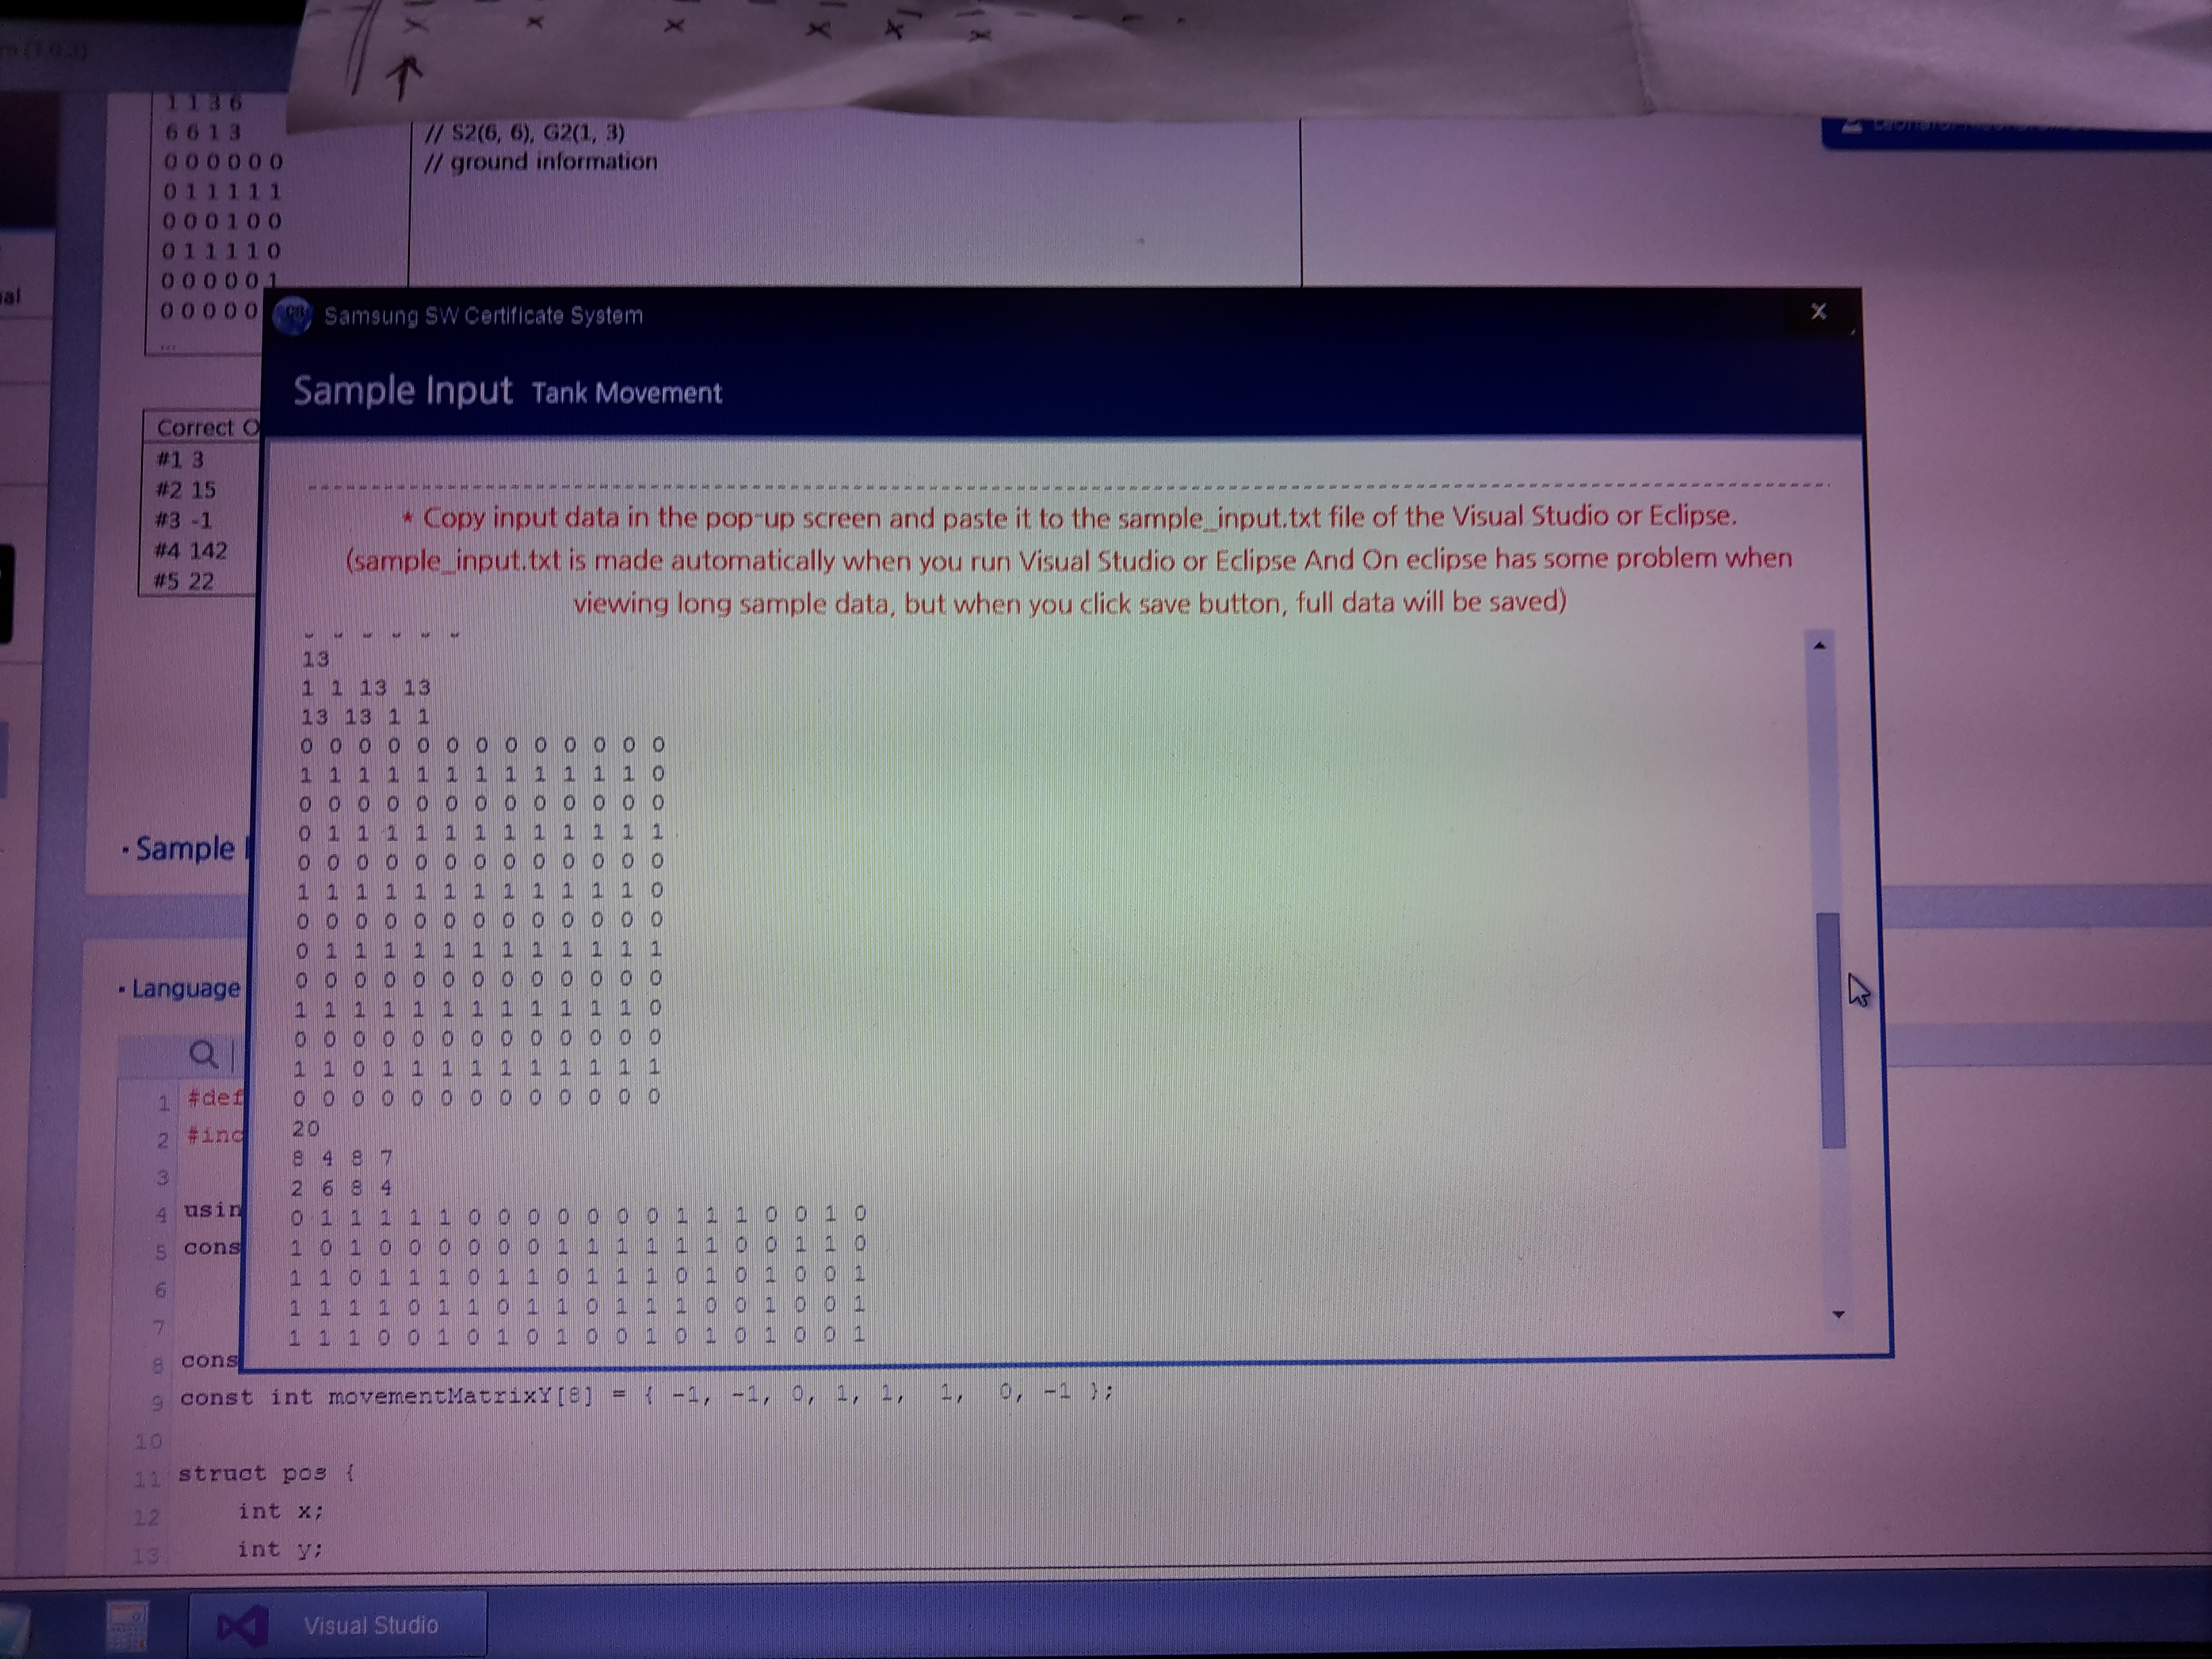 1 1 3 6
6 6 1 3
0 0 0 0 0 0
0 1 1 1 1 1
0 0 0 1 0 0
0 1 1 1 1 0
0 0 0 0 0 1
0 0 0 0 0
...
// S2(6, 6), G2(1, 3)
// ground information
Correct O
#1 3
#2 15
#3 -1
#4 142
#5 22
Samsung SW Certificate System
Sample Input Tank Movement
* Copy input data in the pop-up screen and paste it to the sample_input.txt file of the Visual Studio or Eclipse.
(sample_input.txt is made automatically when you run Visual Studio or Eclipse And On eclipse has some problem when
viewing long sample data, but when you click save button, full data will be saved)
13
1 1 13 13
13 13 1 1
0 0 0 0 0 0 0 0 0 0 0 0 0
1 1 1 1 1 1 1 1 1 1 1 1 0
0 0 0 0 0 0 0 0 0 0 0 0 0
0 1 1 1 1 1 1 1 1 1 1 1 1
0 0 0 0 0 0 0 0 0 0 0 0 0
1 1 1 1 1 1 1 1 1 1 1 1 0
0 0 0 0 0 0 0 0 0 0 0 0 0
0 1 1 1 1 1 1 1 1 1 1 1 1
0 0 0 0 0 0 0 0 0 0 0 0 0
1 1 1 1 1 1 1 1 1 1 1 1 0
0 0 0 0 0 0 0 0 0 0 0 0 0
1 1 0 1 1 1 1 1 1 1 1 1 1
0 0 0 0 0 0 0 0 0 0 0 0 0
20
8 4 8 7
2 6 8 4
0 1 1 1 1 1 0 0 0 0 0 0 0 1 1 1 0 0 1 0
1 0 1 0 0 0 0 0 0 1 1 1 1 1 1 0 0 1 1 0
1 1 0 1 1 1 0 1 1 0 1 1 1 0 1 0 1 0 0 1
1 1 1 1 0 1 1 0 1 1 0 1 1 1 0 0 1 0 0 1
1 1 1 0 0 1 0 1 0 1 0 0 1 0 1 0 1 0 0 1
· Sample
· Language
1 #def
2 #inc
3
4 usin
5 cons
6
7
8 cons
9 const int movementMatrixY[8] = { -1, -1, 0, 1, 1, 1, 0, -1 };
10
11 struct pos {
12 int x;
13 int y;
Visual Studio